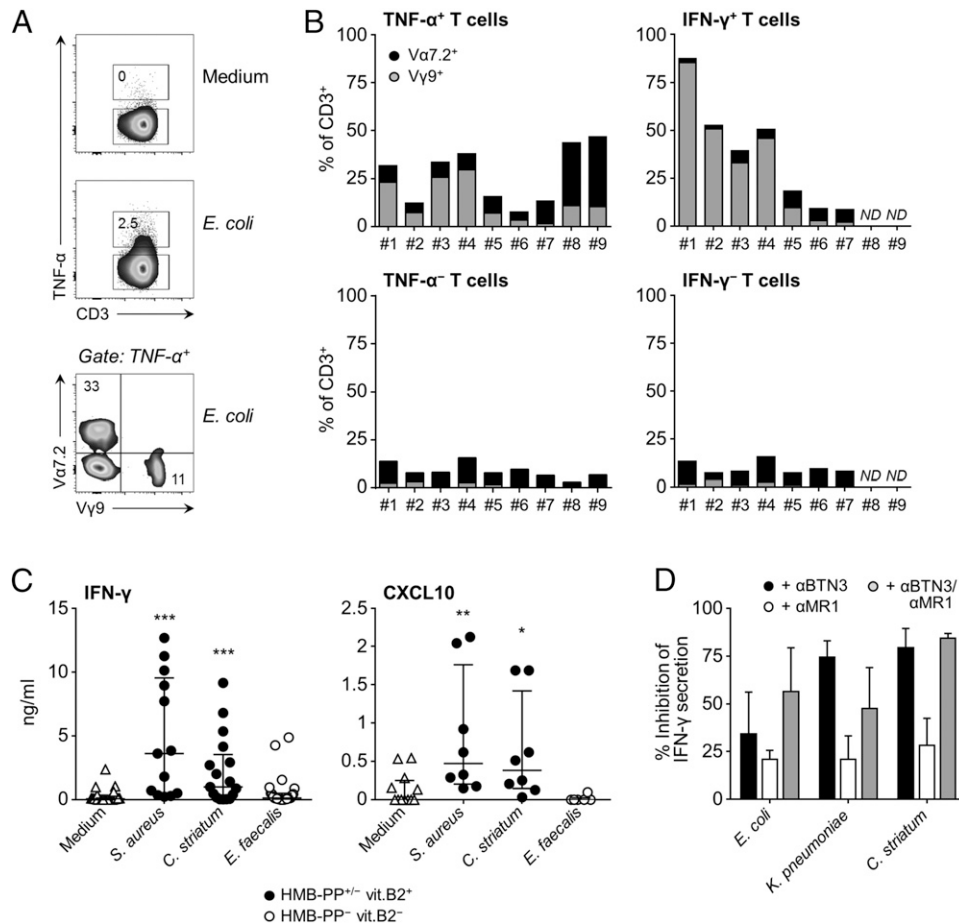 A
TNF-α
0
Medium
2.5
E. coli
CD3
Gate: TNF-α⁺
Vα7.2
33
11
E. coli
Vγ9
B
TNF-α⁺ T cells
% of CD3⁺
100
75
50
25
0
Vα7.2⁺
Vγ9⁺
#1 #2 #3 #4 #5 #6 #7 #8 #9
IFN-γ⁺ T cells
100
75
50
25
0
ND ND
#1 #2 #3 #4 #5 #6 #7 #8 #9
TNF-α⁻ T cells
% of CD3⁺
100
75
50
25
0
#1 #2 #3 #4 #5 #6 #7 #8 #9
IFN-γ⁻ T cells
100
75
50
25
0
ND ND
#1 #2 #3 #4 #5 #6 #7 #8 #9
C
IFN-γ
ng/ml
15
10
5
0
***
***
Medium
S. aureus
C. striatum
E. faecalis
CXCL10
2.5
2
1.5
1
0.5
0
**
*
Medium
S. aureus
C. striatum
E. faecalis
HMB-PP⁺/⁻ vit.B2⁺
HMB-PP⁻ vit.B2⁻
D
+ αBTN3
+ αMR1
+ αBTN3/
αMR1
% Inhibition of
IFN-γ secretion
100
75
50
25
0
E. coli
K. pneumoniae
C. striatum